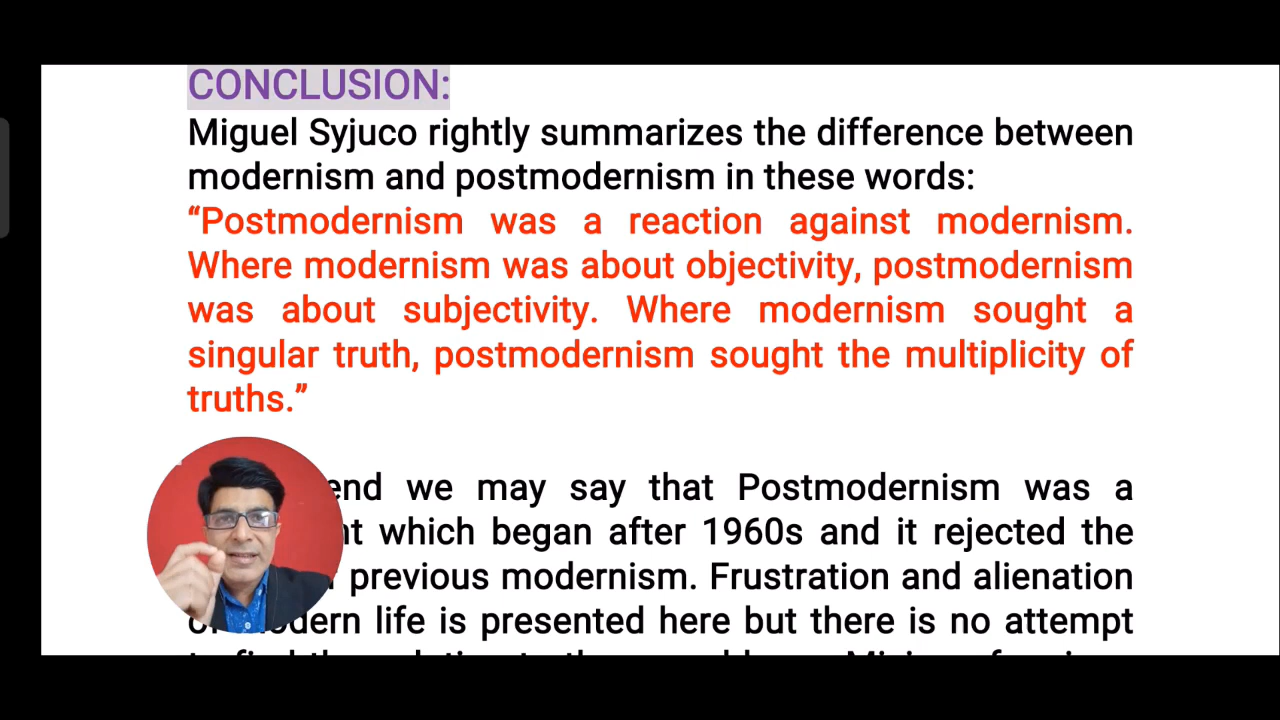 CONCLUSION:
Miguel Syjuco rightly summarizes the difference between
modernism and postmodernism in these words:
“Postmodernism was a reaction against modernism.
Where modernism was about objectivity, postmodernism
was about subjectivity. Where modernism sought a
singular truth, postmodernism sought the multiplicity of
truths.”
end we may say that Postmodernism was a
which began after 1960s and it rejected the
previous modernism. Frustration and alienation
of modern life is presented here but there is no attempt